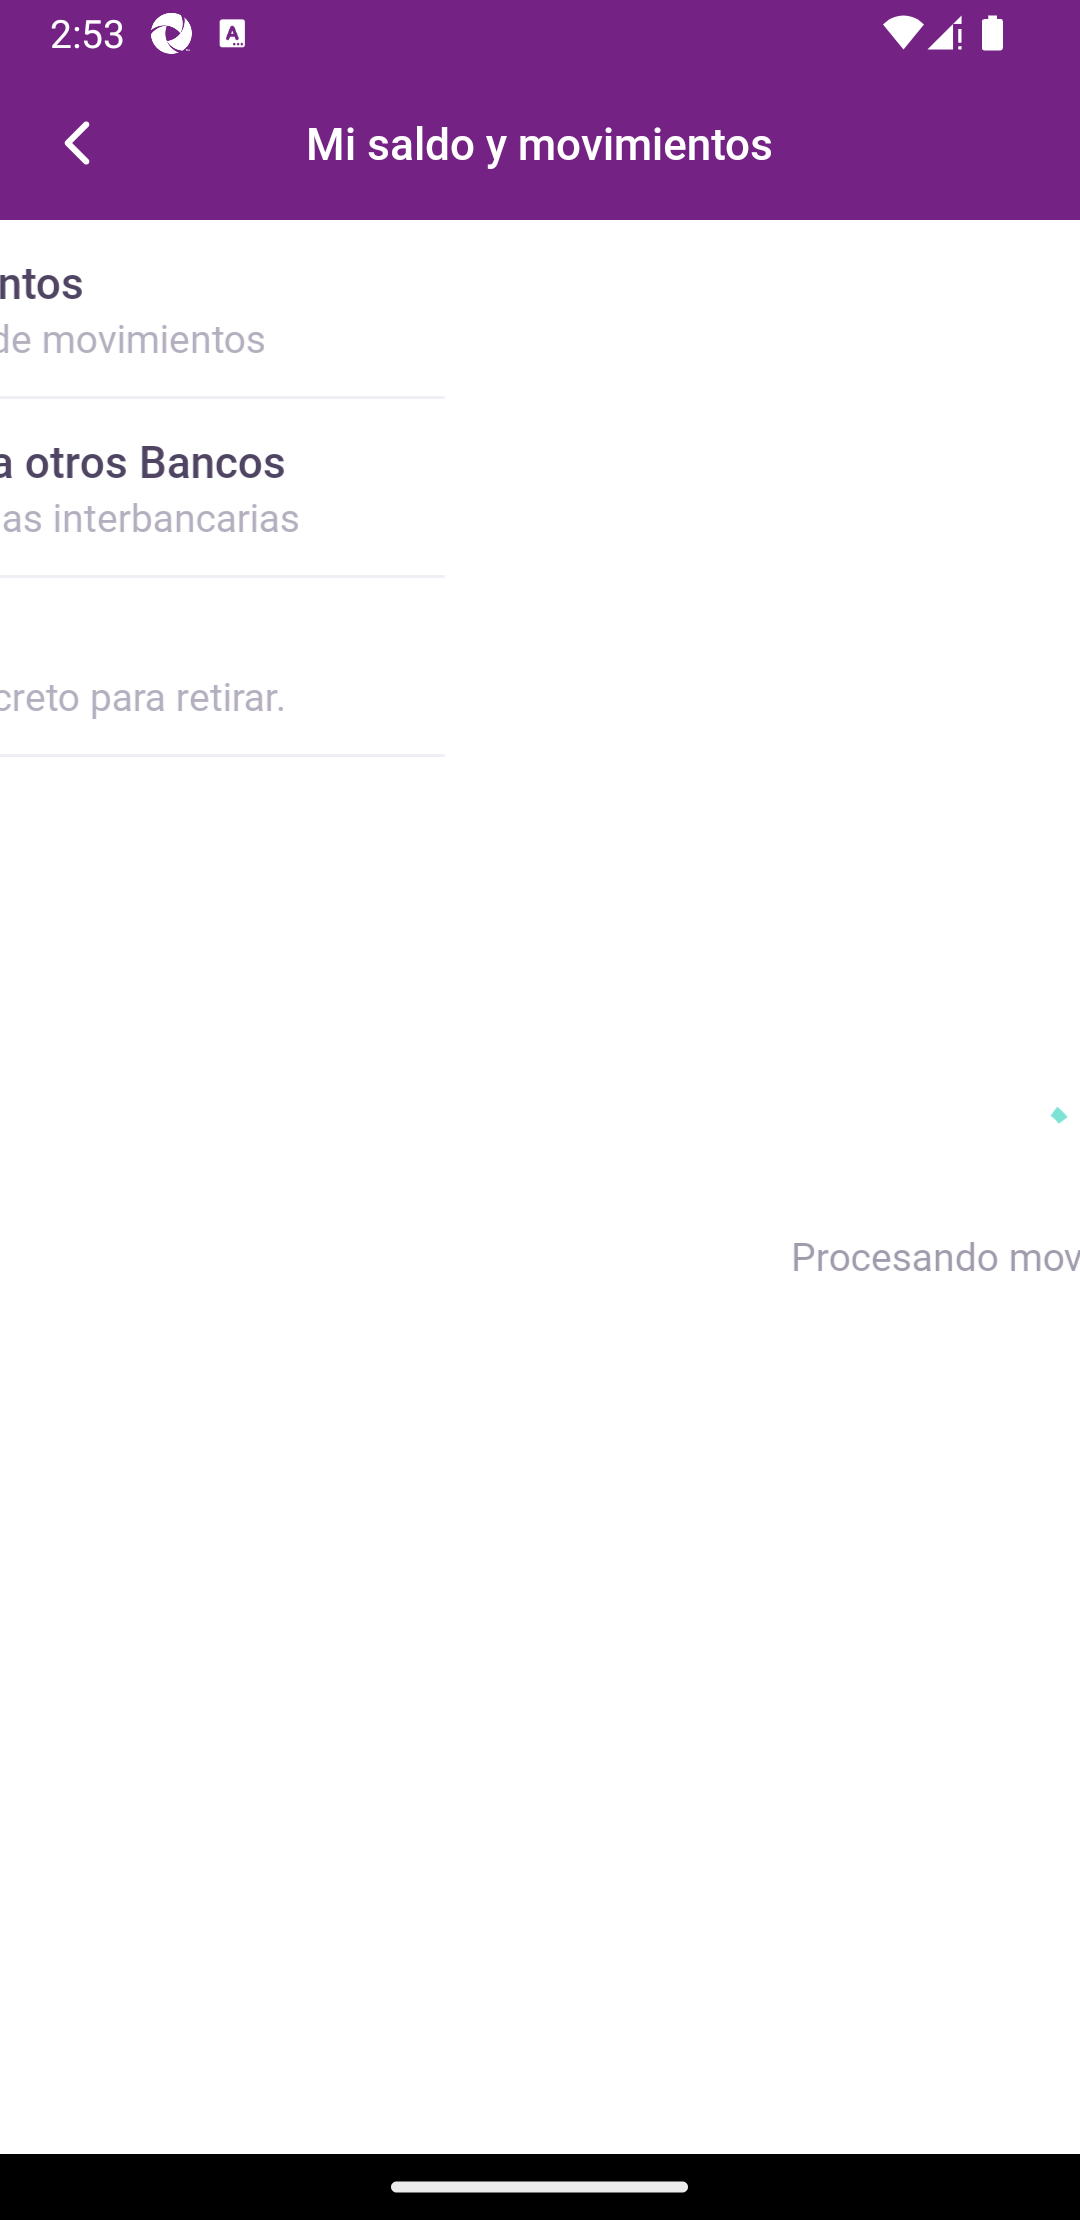 2:53
Mi saldo y movimientos
ntos
de movimientos
a otros Bancos
as interbancarias
creto para retirar.
Procesando mov